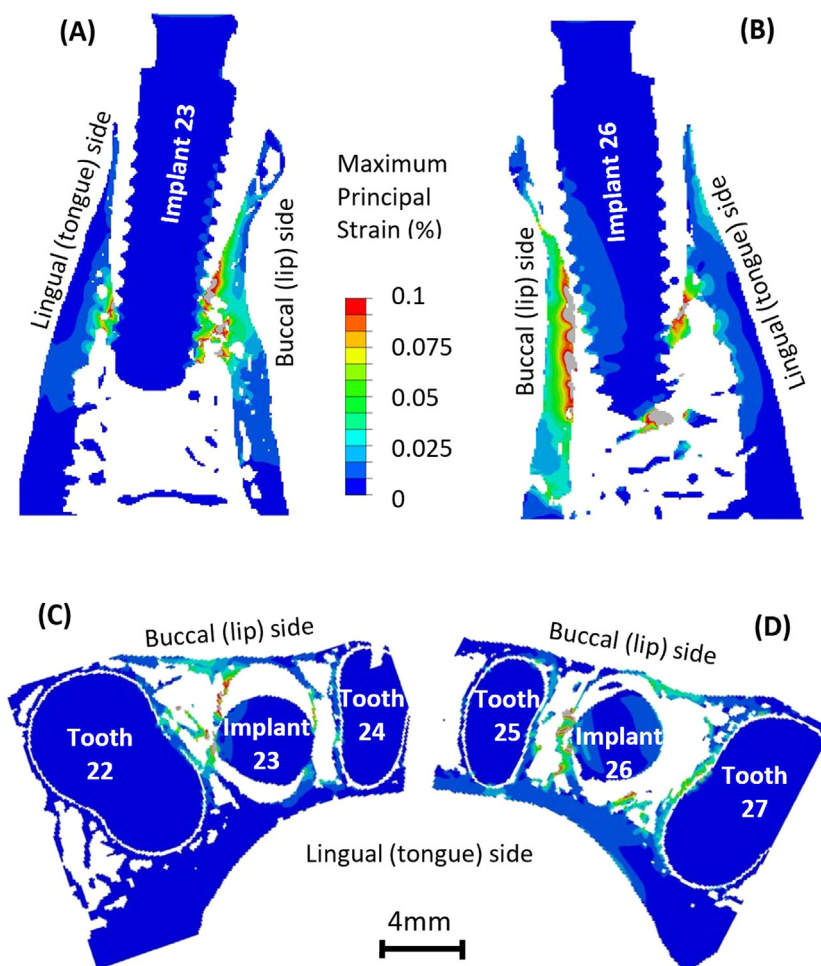 (A)
(B)
Lingual (tongue) side
Implant 23
Buccal (lip) side
Maximum
Principal
Strain (%)
0.1
0.075
0.05
0.025
0
Buccal (lip) side
Implant 26
Lingual (tongue) side
(C)
Buccal (lip) side
Tooth
22
Implant
23
Tooth
24
(D)
Buccal (lip) side
Tooth
25
Implant
26
Tooth
27
Lingual (tongue) side
4mm